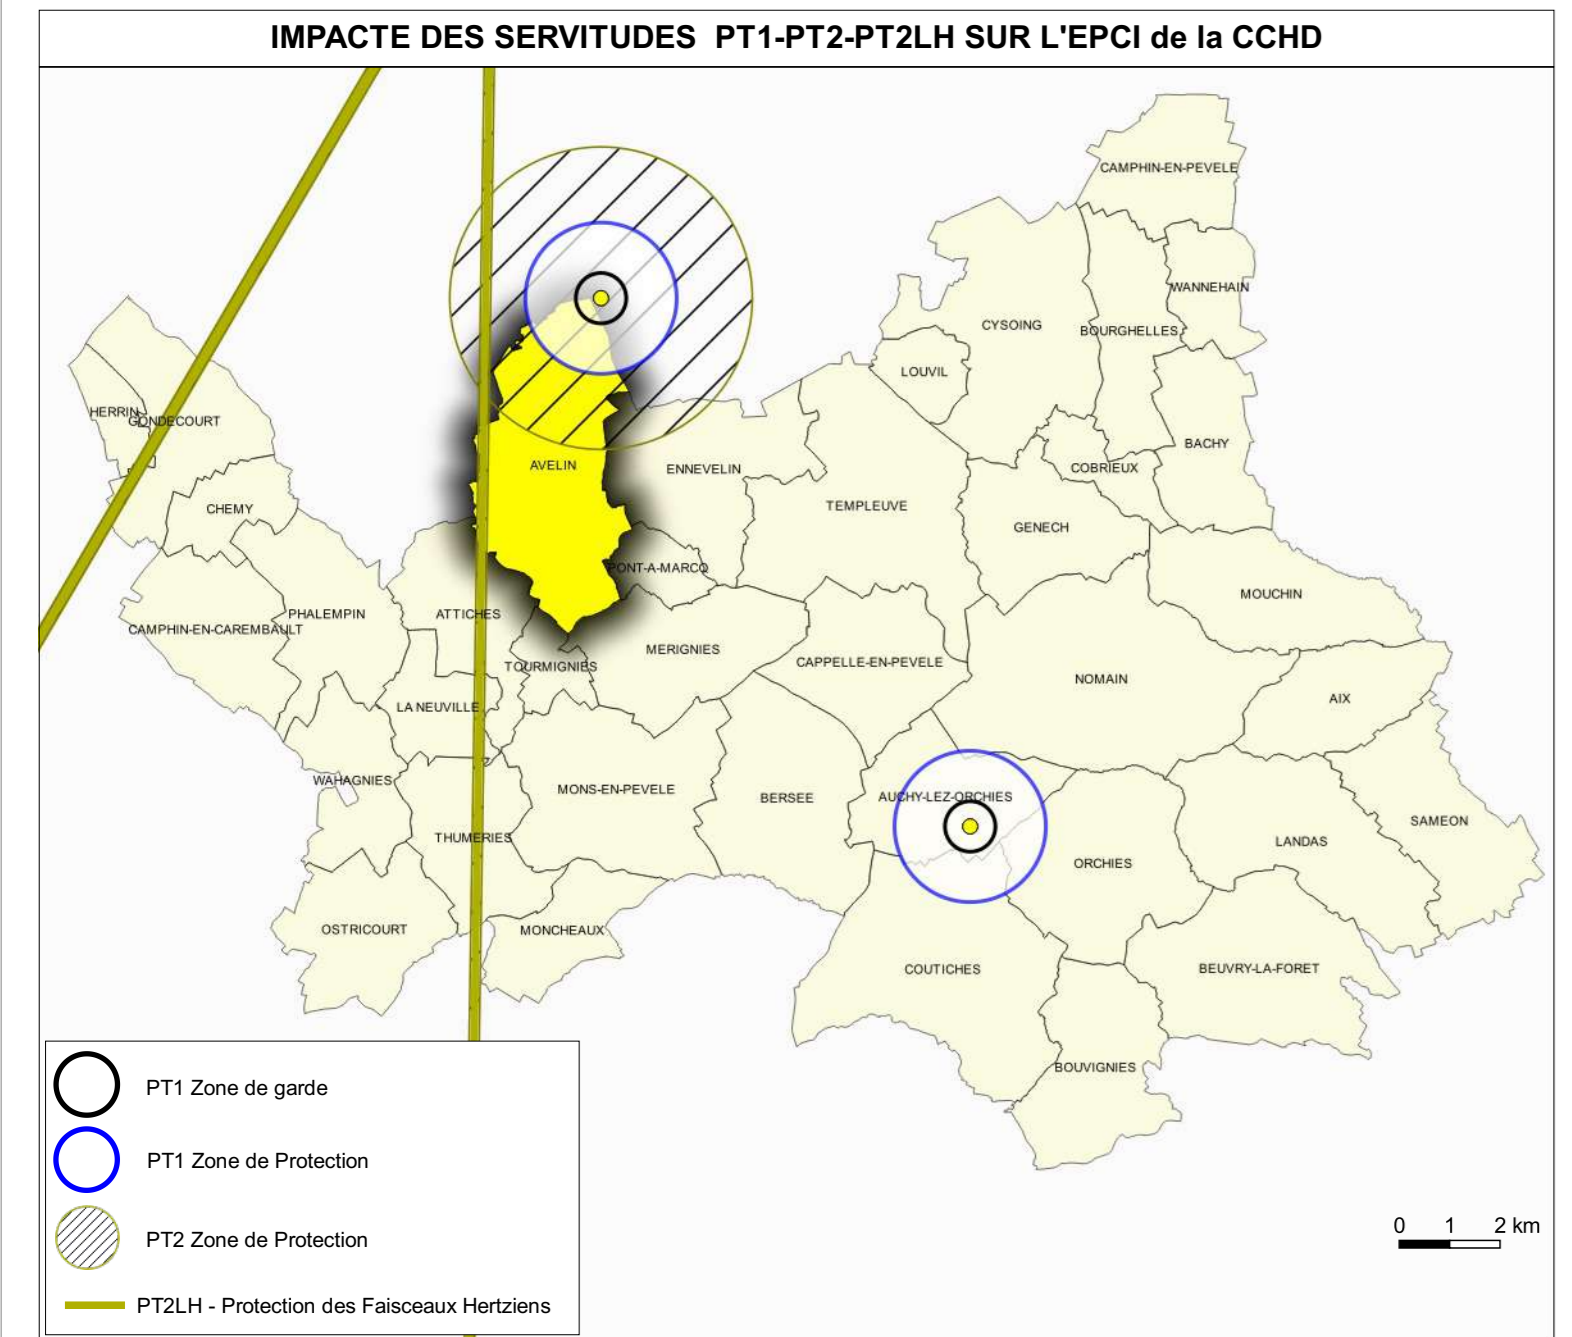 IMPACTE DES SERVITUDES PT1-PT2-PT2LH SUR L'EPCI de la CCHD
CAMPHIN-EN-PEVELE
WANNEHAIN
CYSOING
BOURGHELLES
LOUVIL
HERRIN
GONDECOURT
BACHY
AVELIN
ENNEVELIN
COBRIEUX
CHEMY
TEMPLEUVE
GENECH
PONT-A-MARCQ
MOUCHIN
PHALEMPIN
ATTICHES
CAMPHIN-EN-CAREMBAULT
MERIGNIES
TOURMIGNIES
CAPPELLE-EN-PEVELE
NOMAIN
AIX
LA NEUVILLE
WAHAGNIES
MONS-EN-PEVELE
BERSEE
AUCHY-LEZ-ORCHIES
SAMEON
THUMERIES
LANDAS
ORCHIES
OSTRICOURT
MONCHEAUX
COUTICHES
BEUVRY-LA-FORET
BOUVIGNIES
PT1 Zone de garde
PT1 Zone de Protection
PT2 Zone de Protection
PT2LH - Protection des Faisceaux Hertziens
0 1 2 km